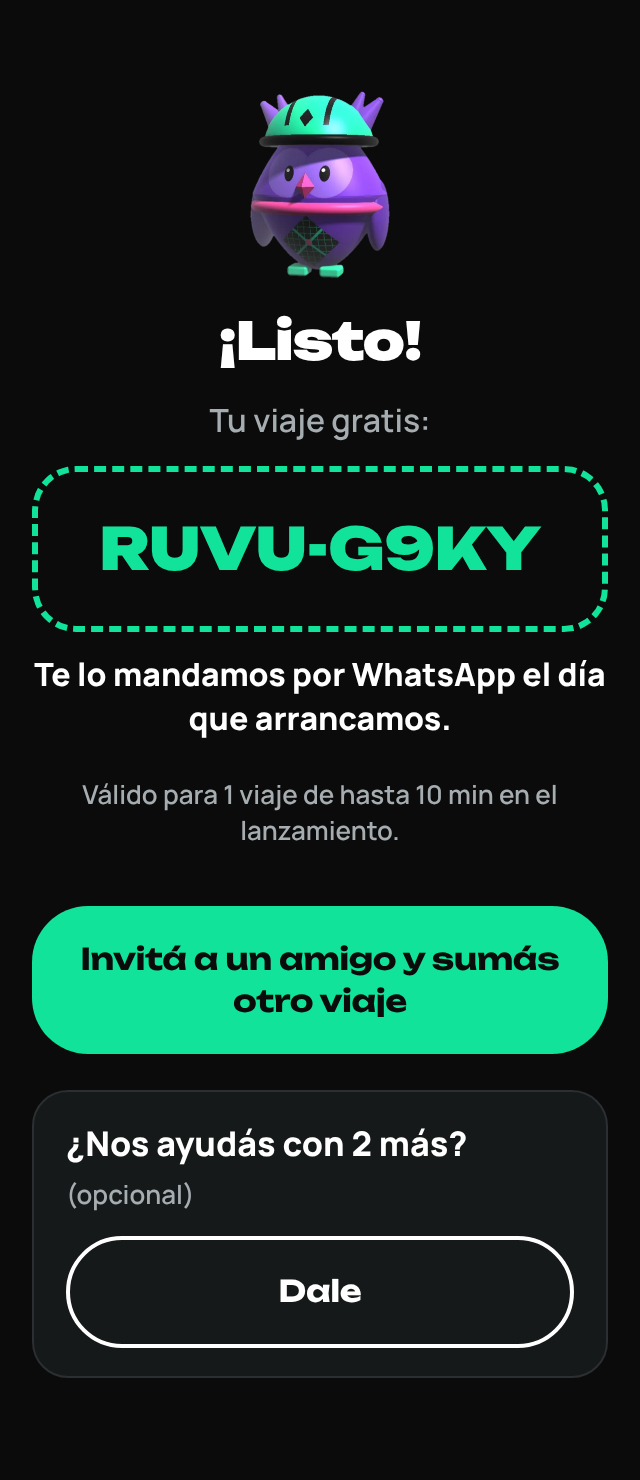 ¡Listo!
Tu viaje gratis:
RUVU-G9KY
Te lo mandamos por WhatsApp el día
que arrancamos.
Válido para 1 viaje de hasta 10 min en el
lanzamiento.
Invitá a un amigo y sumás
otro viaje
¿Nos ayudás con 2 más?
(opcional)
Dale